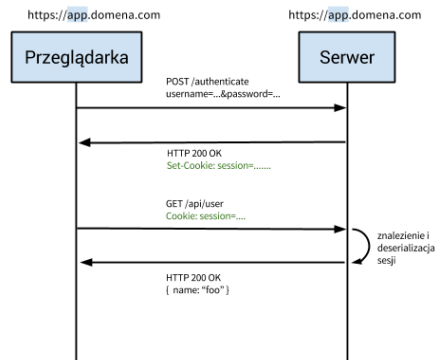 https://app.domena.com
https://app.domena.com
Przeglądarka
Serwer
POST /authenticate
username=...&password=...
HTTP 200 OK
Set-Cookie: session=.......
GET /api/user
Cookie: session=....
znalezienie i
deserializacja
sesji
HTTP 200 OK
{ name: “foo” }